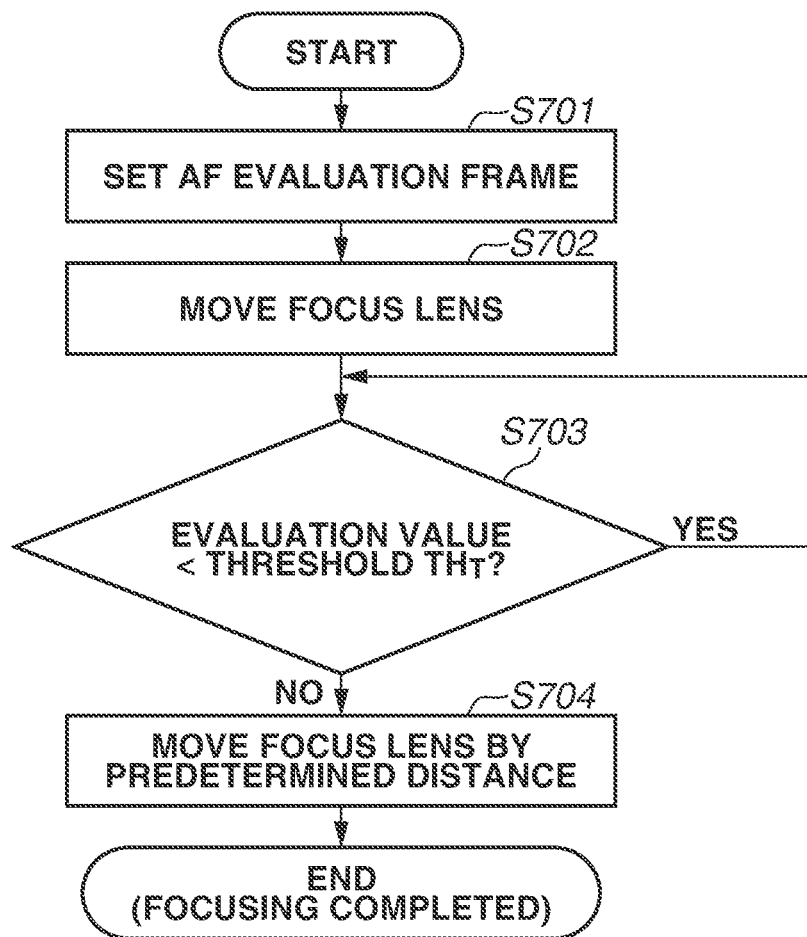 START
S701
SET AF EVALUATION FRAME
S702
MOVE FOCUS LENS
S703
EVALUATION VALUE
< THRESHOLD THT?
YES
NO
S704
MOVE FOCUS LENS BY
PREDETERMINED DISTANCE
END
(FOCUSING COMPLETED)